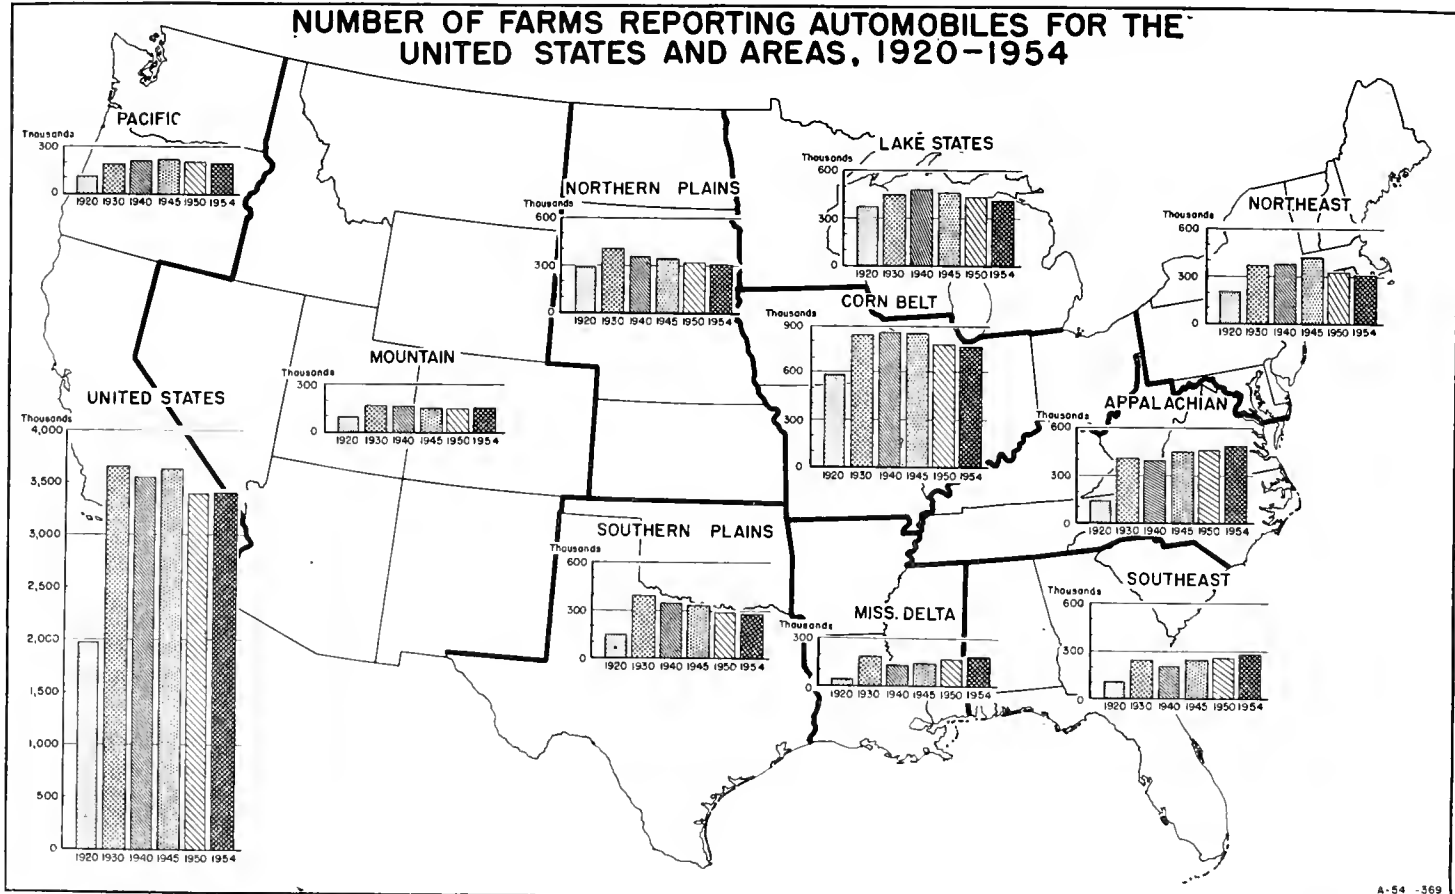 NUMBER OF FARMS REPORTING AUTOMOBILES FOR THE
UNITED STATES AND AREAS, 1920-1954
PACIFIC
Thousands
300
0
1920 1930 1940 1945 1950 1954
NORTHERN PLAINS
Thousands
600
300
0
1920 1930 1940 1945 1950 1954
LAKE STATES
Thousands
600
300
0
1920 1930 1940 1945 1950 1954
NORTHEAST
Thousands
600
300
0
1920 1930 1940 1945 1950 1954
MOUNTAIN
Thousands
300
0
1920 1930 1940 1945 1950 1954
CORN BELT
Thousands
900
600
300
0
1920 1930 1940 1945 1950 1954
UNITED STATES
Thousands
4,000
3,500
3,000
2,500
2,000
1,500
1,000
500
0
1920 1930 1940 1945 1950 1954
APPALACHIAN
Thousands
600
300
0
1920 1930 1940 1945 1950 1954
SOUTHERN PLAINS
Thousands
600
300
0
1920 1930 1940 1945 1950 1954
MISS. DELTA
Thousands
300
0
1920 1930 1940 1945 1950 1954
SOUTHEAST
Thousands
600
300
0
1920 1930 1940 1945 1950 1954
A-54 -369